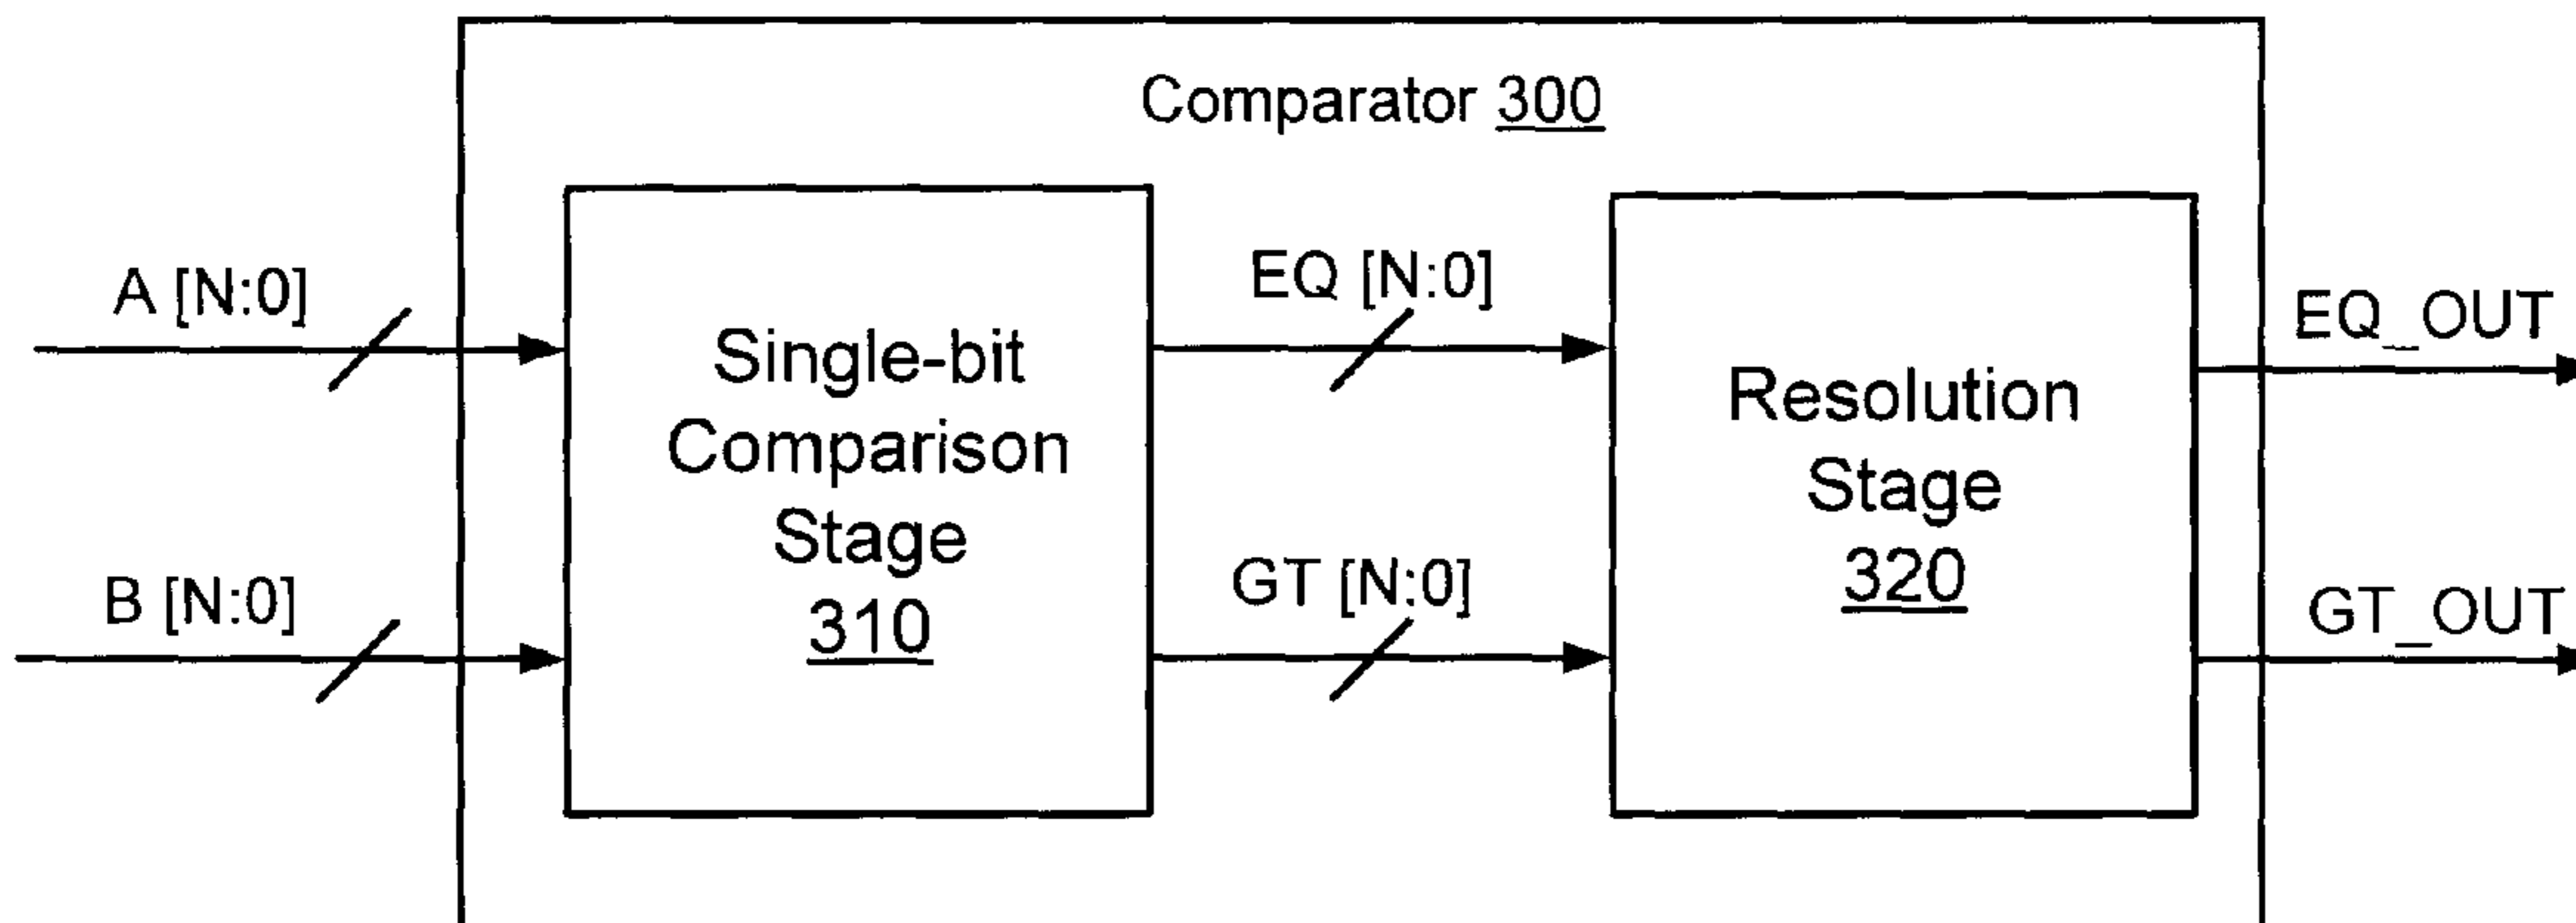 Comparator 300
A [N:0]
B [N:0]
Single-bit
Comparison
Stage
310
EQ [N:0]
GT [N:0]
Resolution
Stage
320
EQ_OUT
GT_OUT